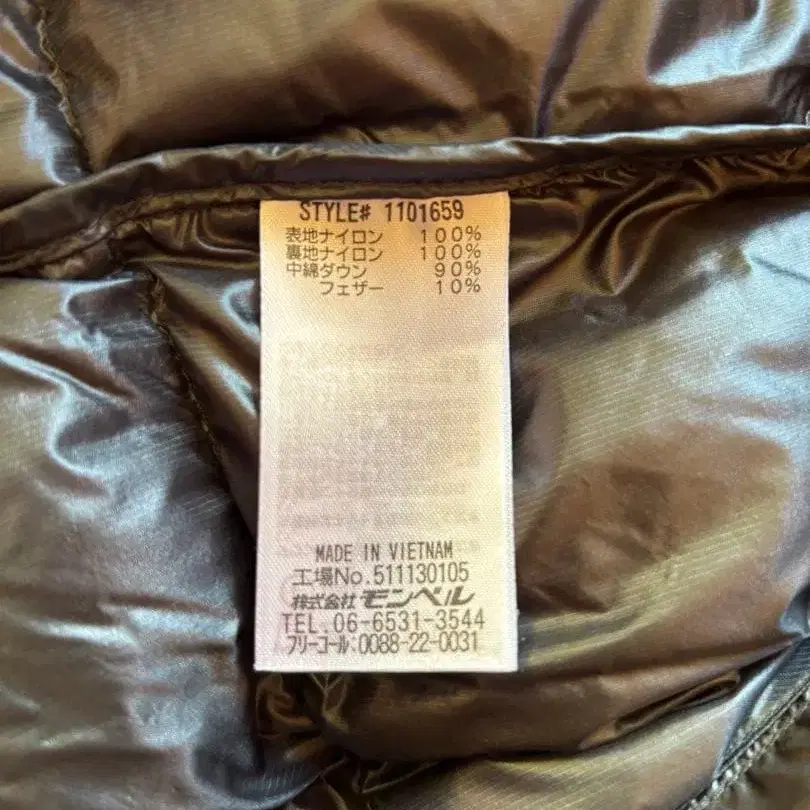 STYLE# 1101659
表地ナイロン 100%
裏地ナイロン 100%
中綿ダウン 90%
フェザー 10%
MADE IN VIETNAM
工場No.511130105
株式会社 モンベル
TEL.06-6531-3544
フリーコール:0088-22-0031